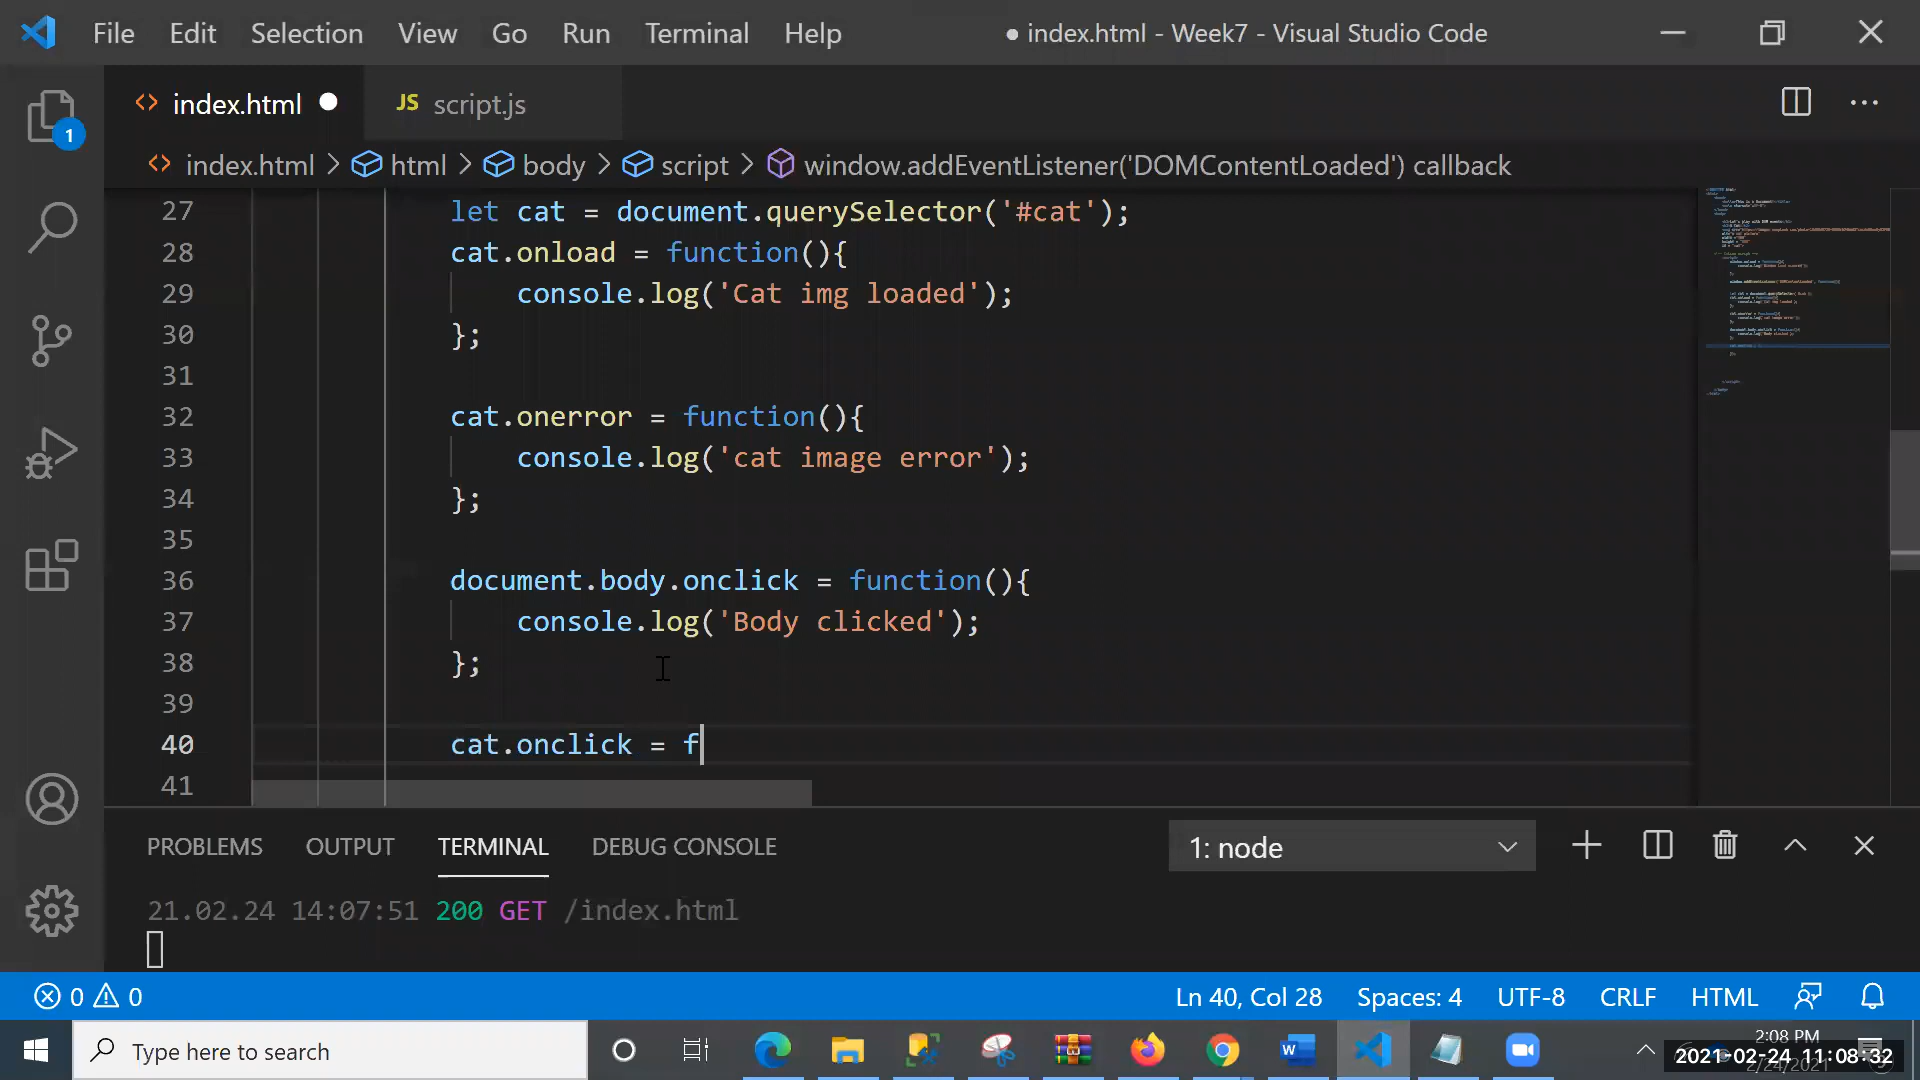 File Edit Selection View Go Run Terminal Help ● index.html - Week7 - Visual Studio Code
index.html JS script.js
index.html > html > body > script > window.addEventListener('DOMContentLoaded') callback
1
27 let cat = document.querySelector('#cat');
28 cat.onload = function(){
29 console.log('Cat img loaded');
30 };
31
32 cat.onerror = function(){
33 console.log('cat image error');
34 };
35
36 document.body.onclick = function(){
37 console.log('Body clicked');
38 };
39
40 cat.onclick = f
41
PROBLEMS OUTPUT TERMINAL DEBUG CONSOLE 1: node
21.02.24 14:07:51 200 GET /index.html
0 0 Ln 40, Col 28 Spaces: 4 UTF-8 CRLF HTML
Type here to search
2:08 PM
2021-02-24 11:08:32